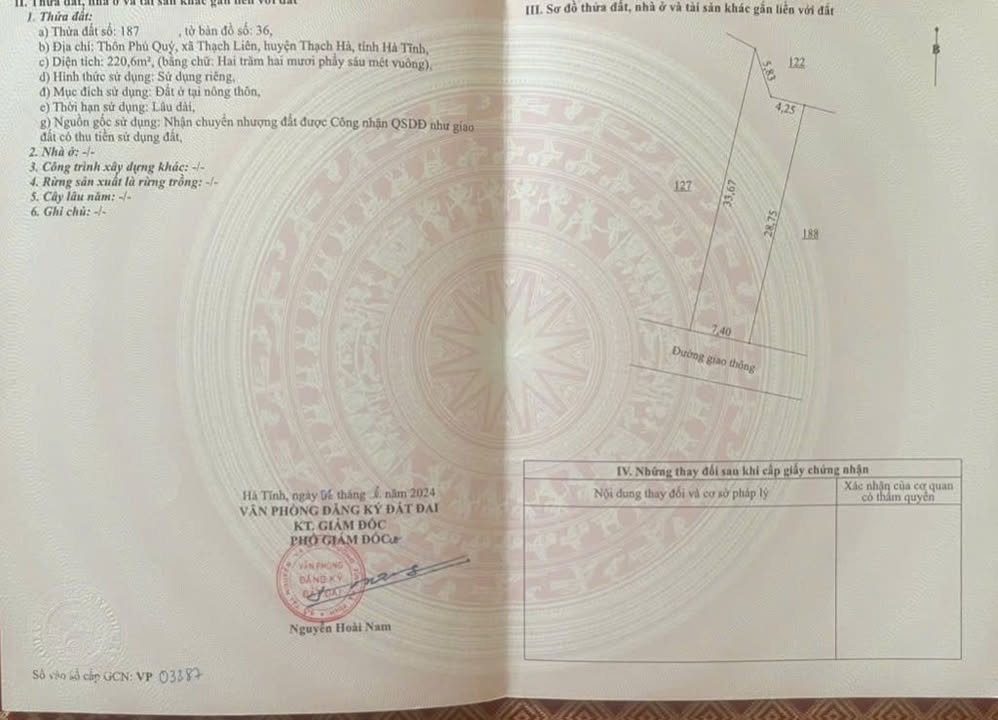 II. Thửa đất, nhà ở và tài sản khác gắn liền với đất
1. Thửa đất:
a) Thửa đất số: 187 , tờ bản đồ số: 36,
b) Địa chỉ: Thôn Phú Quý, xã Thạch Liên, huyện Thạch Hà, tỉnh Hà Tĩnh,
c) Diện tích: 220,6m², (bằng chữ: Hai trăm hai mươi phẩy sáu mét vuông),
d) Hình thức sử dụng: Sử dụng riêng,
đ) Mục đích sử dụng: Đất ở tại nông thôn,
e) Thời hạn sử dụng: Lâu dài,
g) Nguồn gốc sử dụng: Nhận chuyển nhượng đất được Công nhận QSDĐ như giao
đất có thu tiền sử dụng đất,
2. Nhà ở: -/-
3. Công trình xây dựng khác: -/-
4. Rừng sản xuất là rừng trồng: -/-
5. Cây lâu năm: -/-
6. Ghi chú: -/-
Hà Tĩnh, ngày tháng năm 2024
VĂN PHÒNG ĐĂNG KÝ ĐẤT ĐAI
KT. GIÁM ĐỐC
PHÓ GIÁM ĐỐC
VĂN PHÒNG
ĐĂNG KÝ
ĐẤT ĐAI
Nguyễn Hoài Nam
Số vào sổ cấp GCN: VP 03387
III. Sơ đồ thửa đất, nhà ở và tài sản khác gắn liền với đất
B
122
5,83
4,25
127
33,67
28,75
188
7,40
Đường giao thông
IV. Những thay đổi sau khi cấp giấy chứng nhận
Nội dung thay đổi và cơ sở pháp lý
Xác nhận của cơ quan
có thẩm quyền